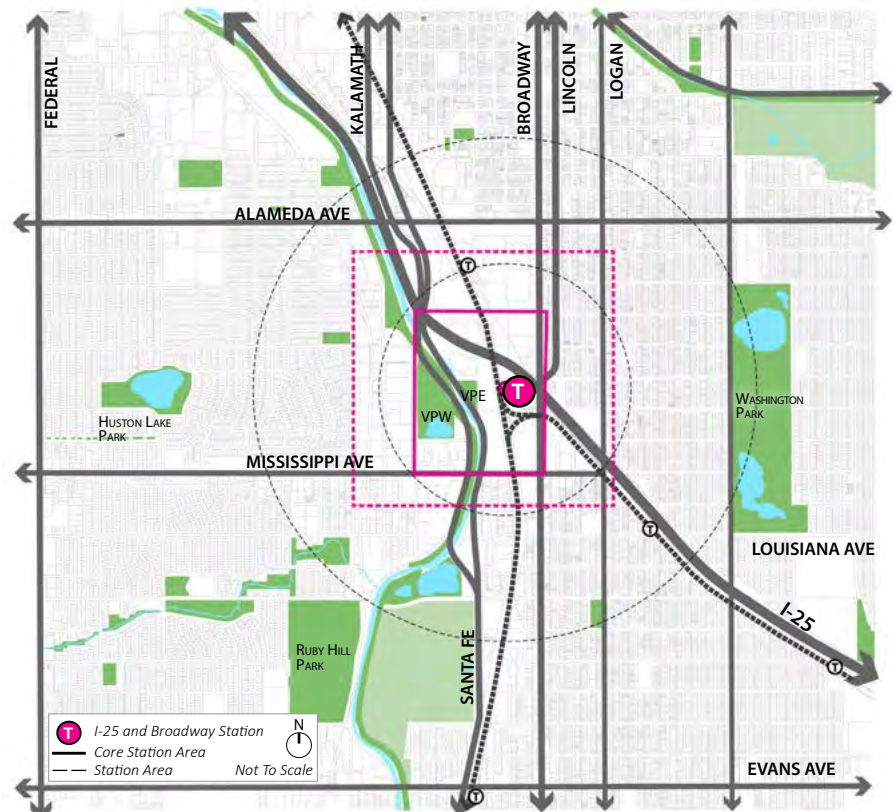 FEDERAL
KALAMATH
BROADWAY
LINCOLN
LOGAN
ALAMEDA AVE
T
T
VPE
VPW
HUSTON LAKE
PARK
WASHINGTON
PARK
MISSISSIPPI AVE
T
LOUISIANA AVE
I-25
RUBY HILL
PARK
SANTA FE
T
T I-25 and Broadway Station
N
Core Station Area
Station Area
Not To Scale
EVANS AVE
T